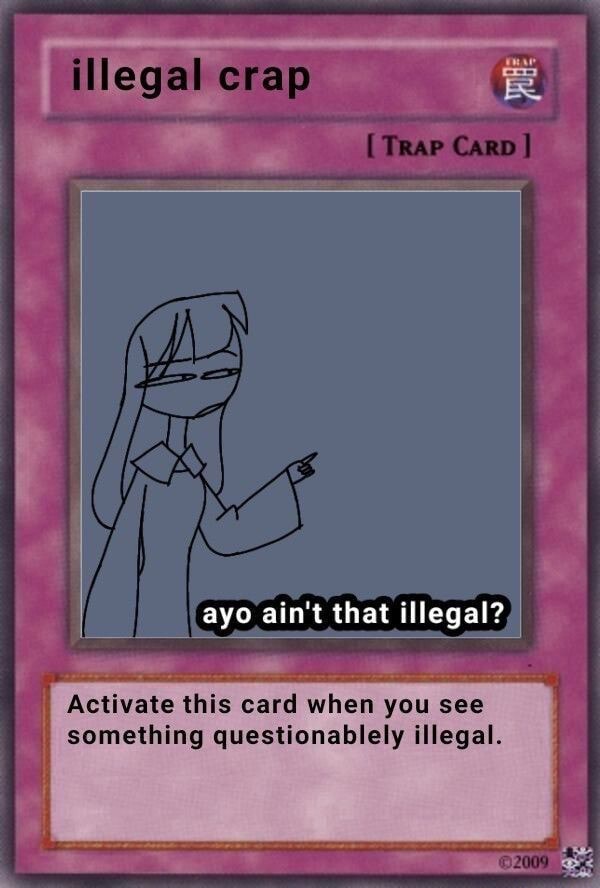 illegal crap
TRAP
罠
[ TRAP CARD ]
ayo ain't that illegal?
Activate this card when you see
something questionablely illegal.
©2009